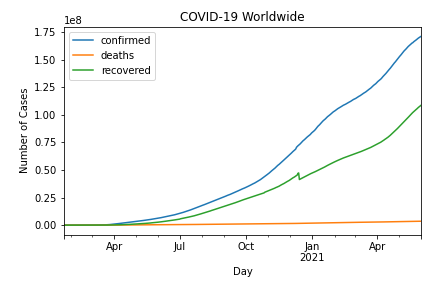 COVID-19 Worldwide
1e8
confirmed
deaths
recovered
1.75
1.50
1.25
1.00
0.75
0.50
0.25
0.00
Number of Cases
Apr
Jul
Oct
Jan
2021
Apr
Day